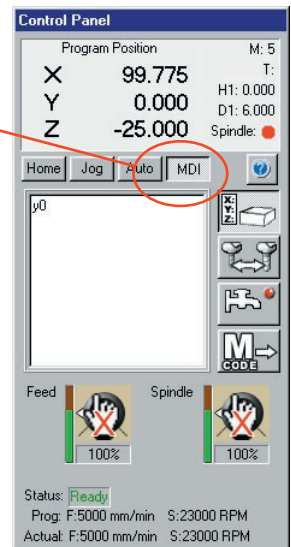 Control Panel
Program Position M: 5
X 99.775 T:
Y 0.000 H1: 0.000
D1: 6.000
Z -25.000 Spindle:
Home Jog Auto MDI ?
y0
X:
Y:
Z:
M
CODE
Feed Spindle
100% 100%
Status: Ready
Prog: F:5000 mm/min S:23000 RPM
Actual: F:5000 mm/min S:23000 RPM